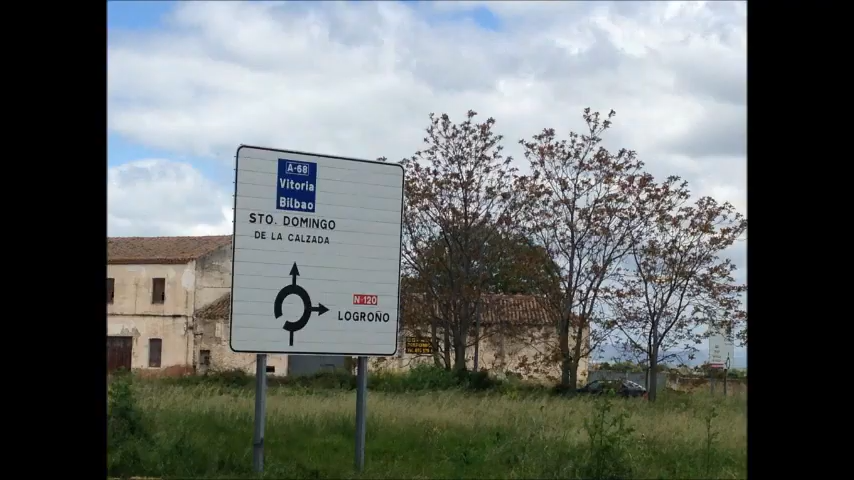 A-68
Vitoria
Bilbao
STO. DOMINGO
DE LA CALZADA
N-120
LOGROÑO